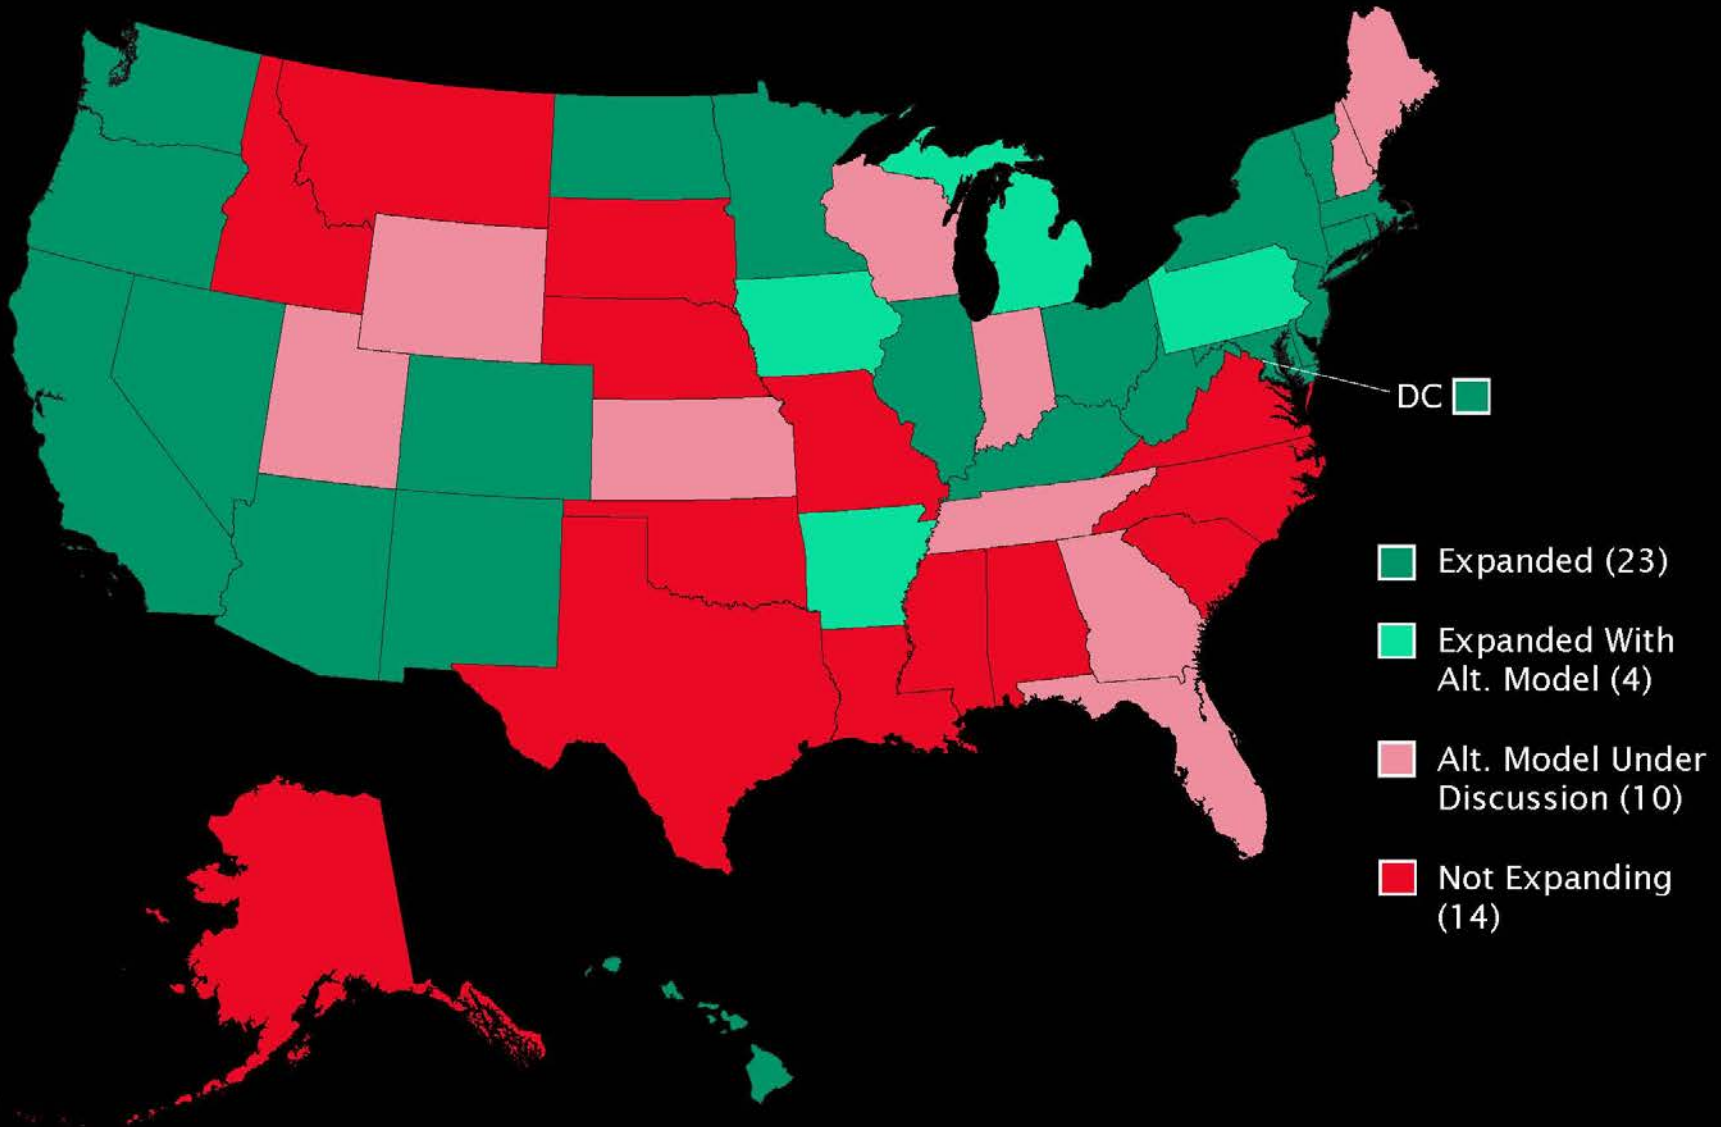 DC
Expanded (23)
Expanded With
Alt. Model (4)
Alt. Model Under
Discussion (10)
Not Expanding
(14)